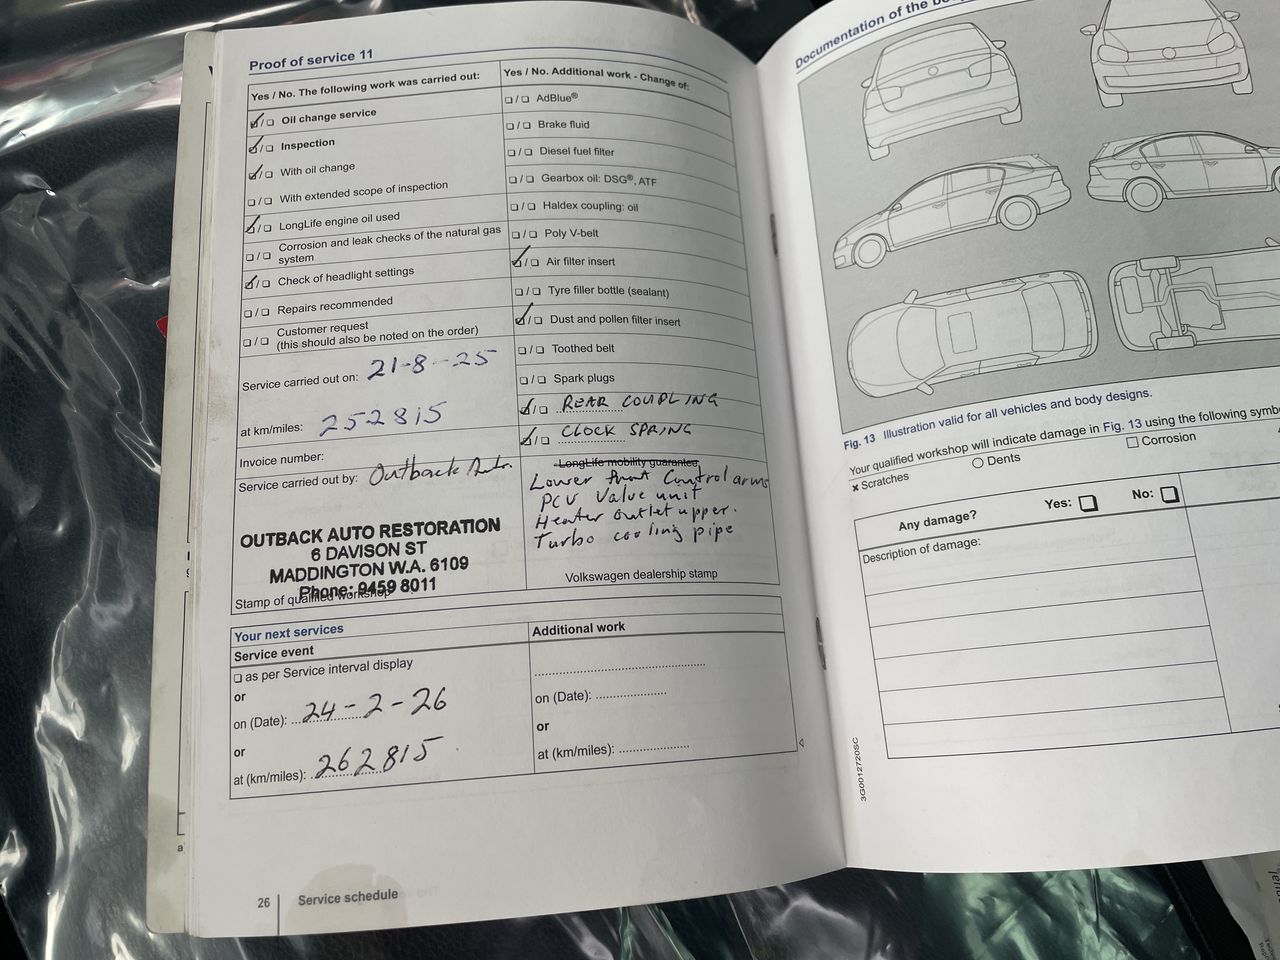 Proof of service 11
Yes / No. The following work was carried out:
☑/☐ Oil change service
☑/☐ Inspection
☑/☐ With oil change
☐/☐ With extended scope of inspection
☑/☐ LongLife engine oil used
☐/☐ Corrosion and leak checks of the natural gas
system
☑/☐ Check of headlight settings
☐/☐ Repairs recommended
☐/☐ Customer request
(this should also be noted on the order)
Service carried out on: 21-8-25
at km/miles: 252815
Invoice number:
Service carried out by: Outback Auto.
OUTBACK AUTO RESTORATION
6 DAVISON ST
MADDINGTON W.A. 6109
Phone: 9459 8011
Stamp of qualified workshop
Yes / No. Additional work - Change of:
☐/☐ AdBlue®
☐/☐ Brake fluid
☐/☐ Diesel fuel filter
☐/☐ Gearbox oil: DSG®, ATF
☐/☐ Haldex coupling: oil
☐/☐ Poly V-belt
☑/☐ Air filter insert
☐/☐ Tyre filler bottle (sealant)
☑/☐ Dust and pollen filter insert
☐/☐ Toothed belt
☐/☐ Spark plugs
☑/☐ REAR COUPLING
☑/☐ CLOCK SPRING
LongLife mobility guarantee
Lower front Control arms
PCV Valve unit
Heater outlet upper.
Turbo cooling pipe
Volkswagen dealership stamp
Your next services
Service event
☐ as per Service interval display
or
on (Date): 24-2-26
or
at (km/miles): 262815
Additional work
on (Date):
or
at (km/miles):
26
Service schedule
Documentation of the
Fig. 13 Illustration valid for all vehicles and body designs.
Your qualified workshop will indicate damage in Fig. 13 using the following
× Scratches
○ Dents
☐ Corrosion
Any damage? Yes: ☐ No: ☐
Description of damage:
3G0012720SC